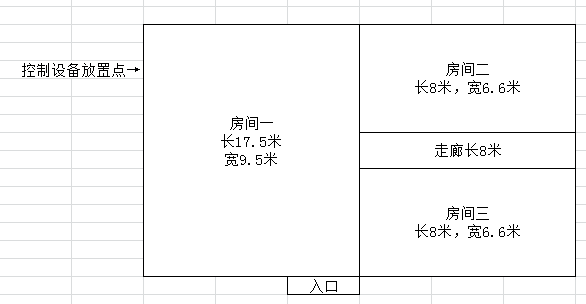 控制设备放置点→
房间一
长17.5米
宽9.5米
房间二
长8米，宽6.6米
走廊长8米
房间三
长8米，宽6.6米
入口